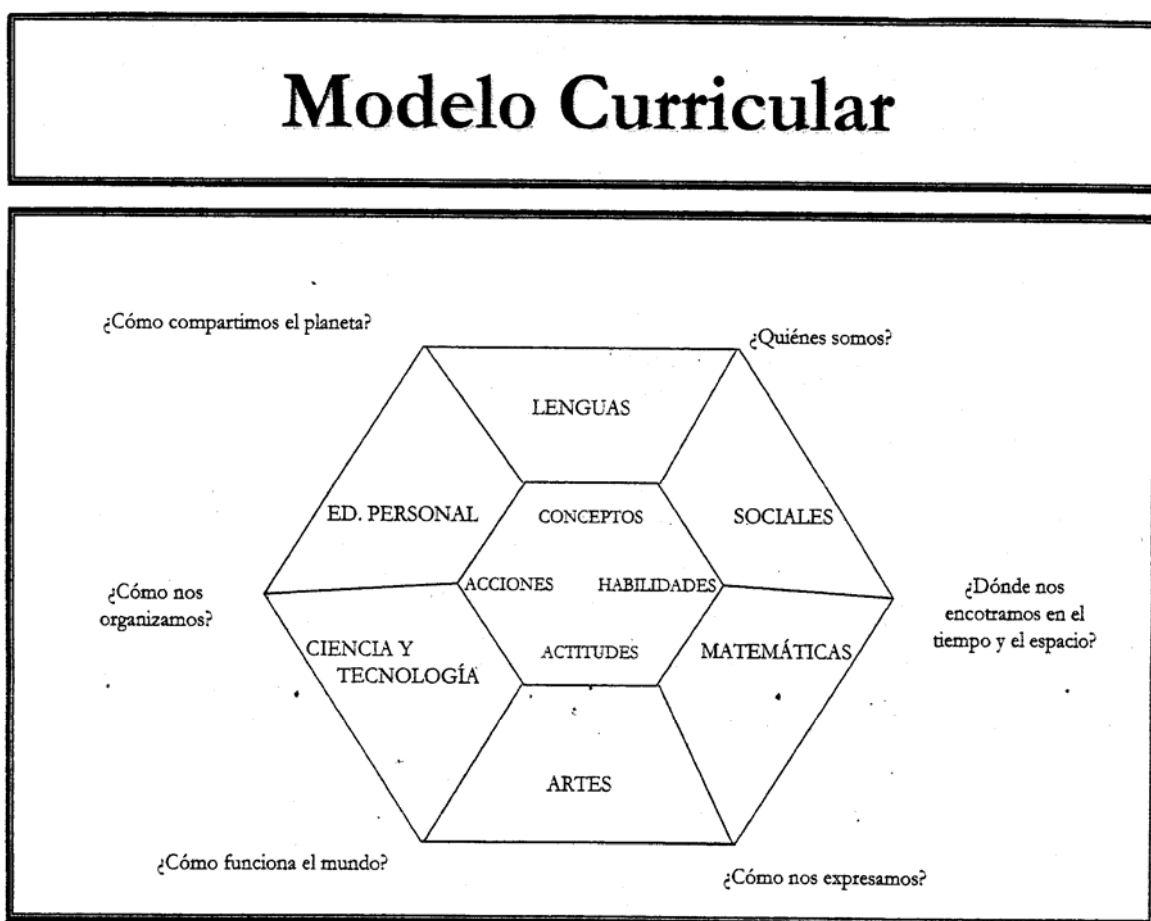 Modelo Curricular
¿Cómo compartimos el planeta?
¿Quiénes somos?
LENGUAS
ED. PERSONAL
CONCEPTOS
SOCIALES
ACCIONES
HABILIDADES
¿Cómo nos
organizamos?
¿Dónde nos
encotramos en el
tiempo y el espacio?
CIENCIA Y
TECNOLOGÍA
ACTITUDES
MATEMÁTICAS
ARTES
¿Cómo funciona el mundo?
¿Cómo nos expresamos?